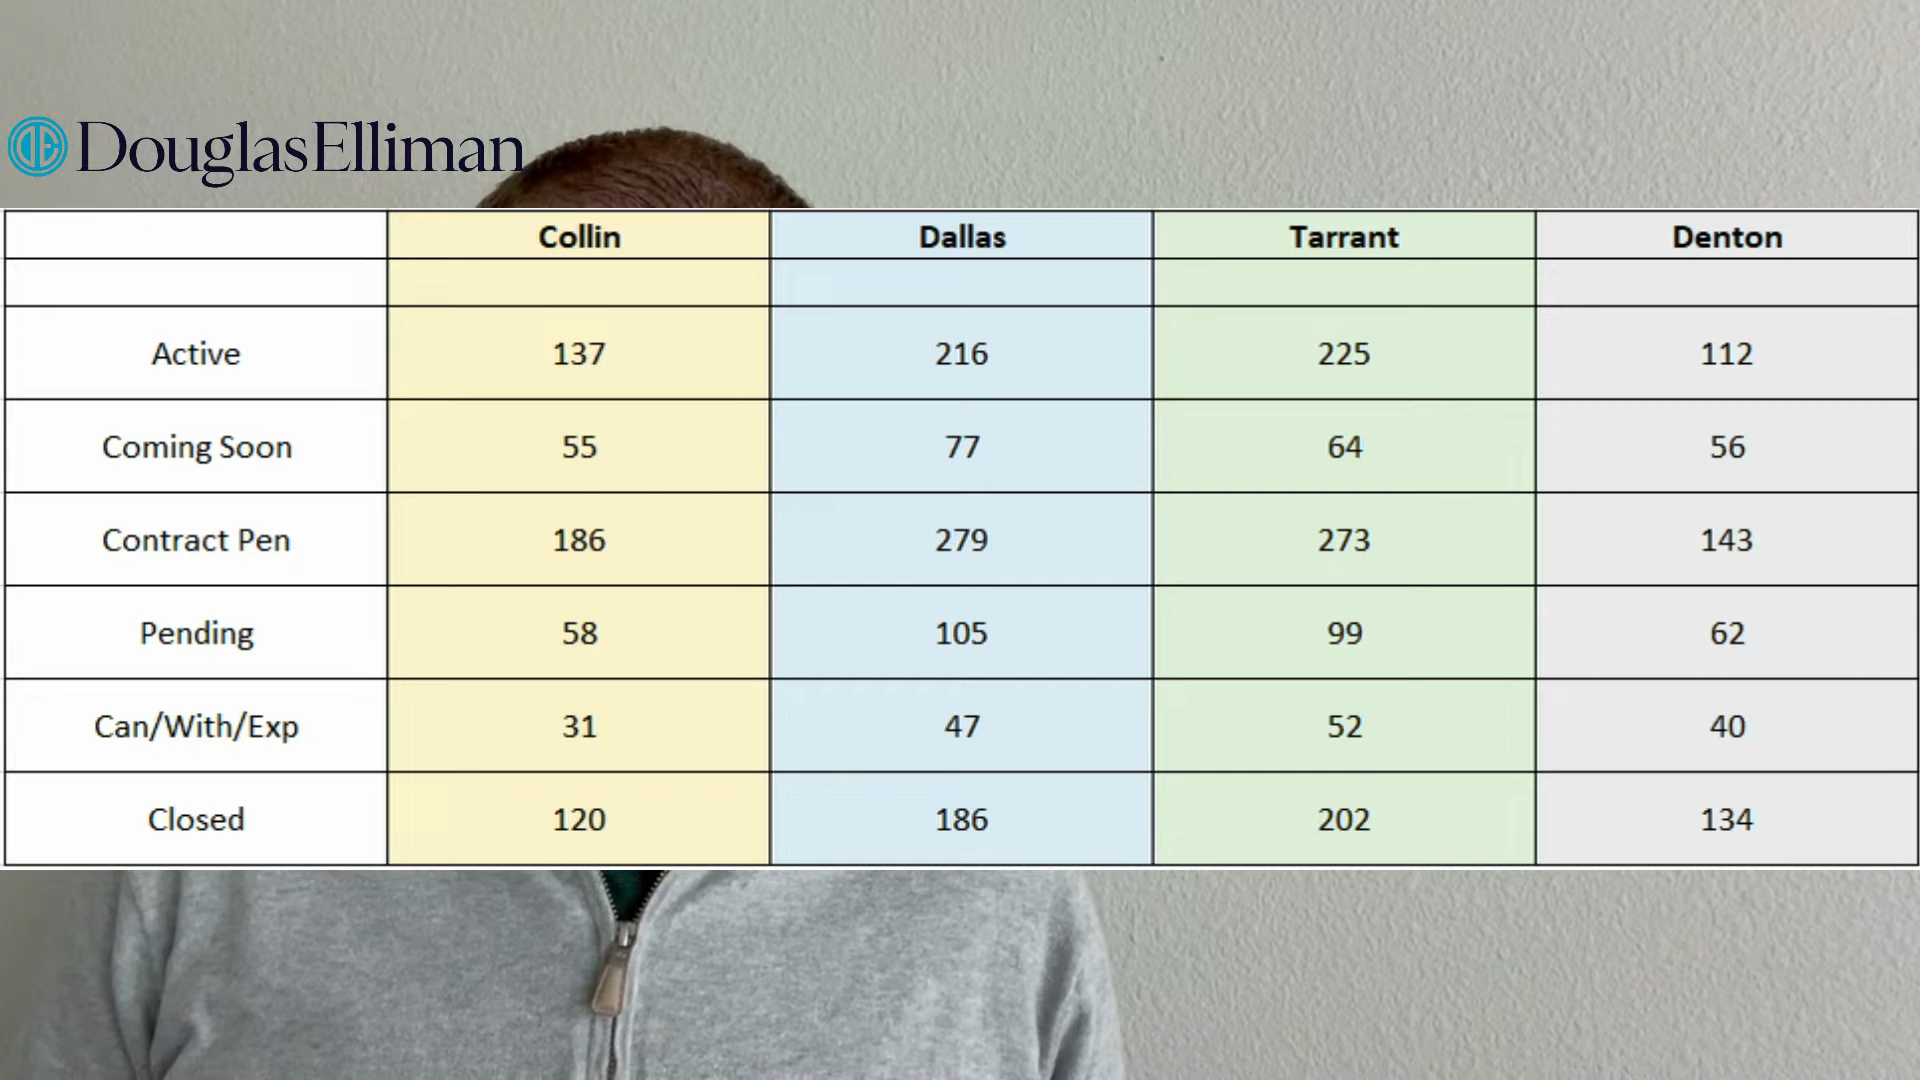 DouglasElliman
Collin Dallas Tarrant Denton
Active 137 216 225 112
Coming Soon 55 77 64 56
Contract Pen 186 279 273 143
Pending 58 105 99 62
Can/With/Exp 31 47 52 40
Closed 120 186 202 134